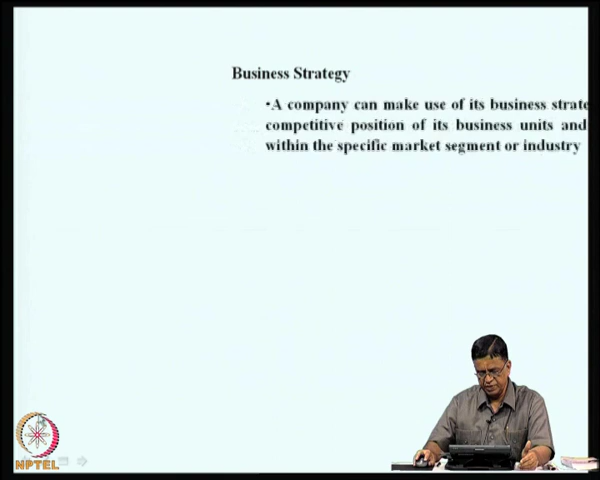 Business Strategy
•A company can make use of its business strate
competitive position of its business units and
within the specific market segment or industry
NPTEL